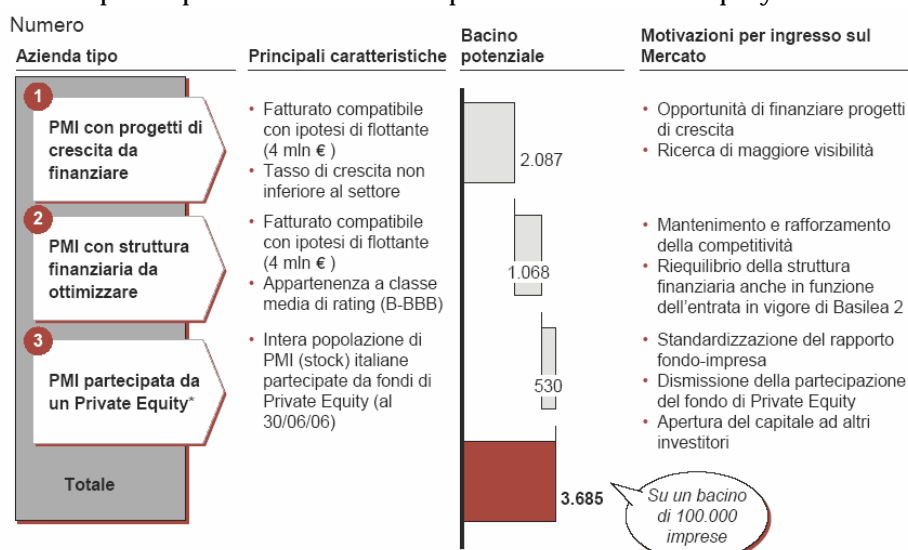 Numero
Azienda tipo
Principali caratteristiche
Bacino
potenziale
Motivazioni per ingresso sul
Mercato
1
PMI con progetti di
crescita da
finanziare
• Fatturato compatibile
con ipotesi di flottante
(4 mln € )
• Tasso di crescita non
inferiore al settore
2.087
• Opportunità di finanziare progetti
di crescita
• Ricerca di maggiore visibilità
2
PMI con struttura
finanziaria da
ottimizzare
• Fatturato compatibile
con ipotesi di flottante
(4 mln € )
• Appartenenza a classe
media di rating (B-BBB)
1.068
• Mantenimento e rafforzamento
della competitività
• Riequilibrio della struttura
finanziaria anche in funzione
dell'entrata in vigore di Basilea 2
3
PMI partecipata da
un Private Equity*
• Intera popolazione di
PMI (stock) italiane
partecipate da fondi di
Private Equity (al
30/06/06)
530
• Standardizzazione del rapporto
fondo-impresa
• Dismissione della partecipazione
del fondo di Private Equity
• Apertura del capitale ad altri
investitori
Totale
3.685
Su un bacino
di 100.000
imprese